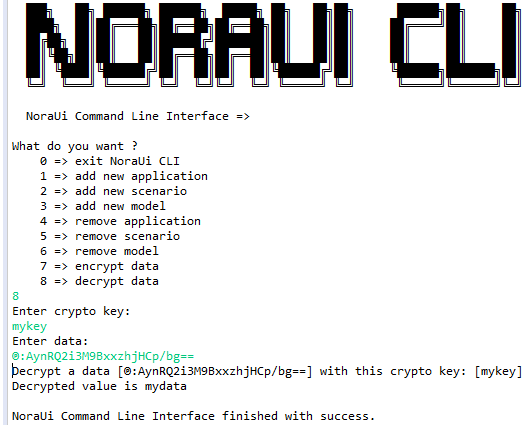 NORAUI CLI
NoraUi Command Line Interface =>
What do you want ?
0 => exit NoraUi CLI
1 => add new application
2 => add new scenario
3 => add new model
4 => remove application
5 => remove scenario
6 => remove model
7 => encrypt data
8 => decrypt data
8
Enter crypto key:
mykey
Enter data:
@:AynRQ2i3M9BxxzhjHCp/bg==
Decrypt a data [@:AynRQ2i3M9BxxzhjHCp/bg==] with this crypto key: [mykey]
Decrypted value is mydata
NoraUi Command Line Interface finished with success.